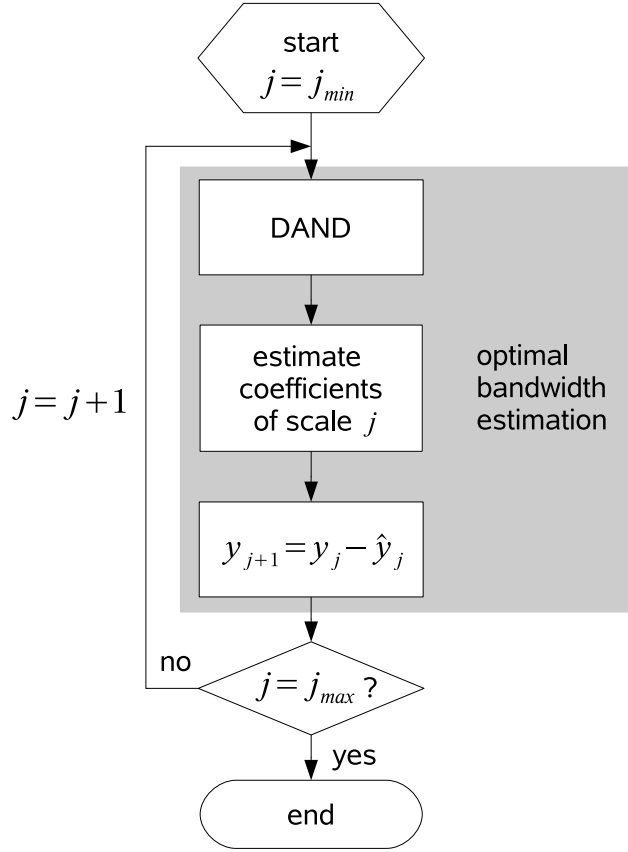 start
j = j_min
DAND
estimate
coefficients
of scale j
optimal
bandwidth
estimation
j = j+1
y_{j+1} = y_j − ŷ_j
no
j = j_max ?
yes
end